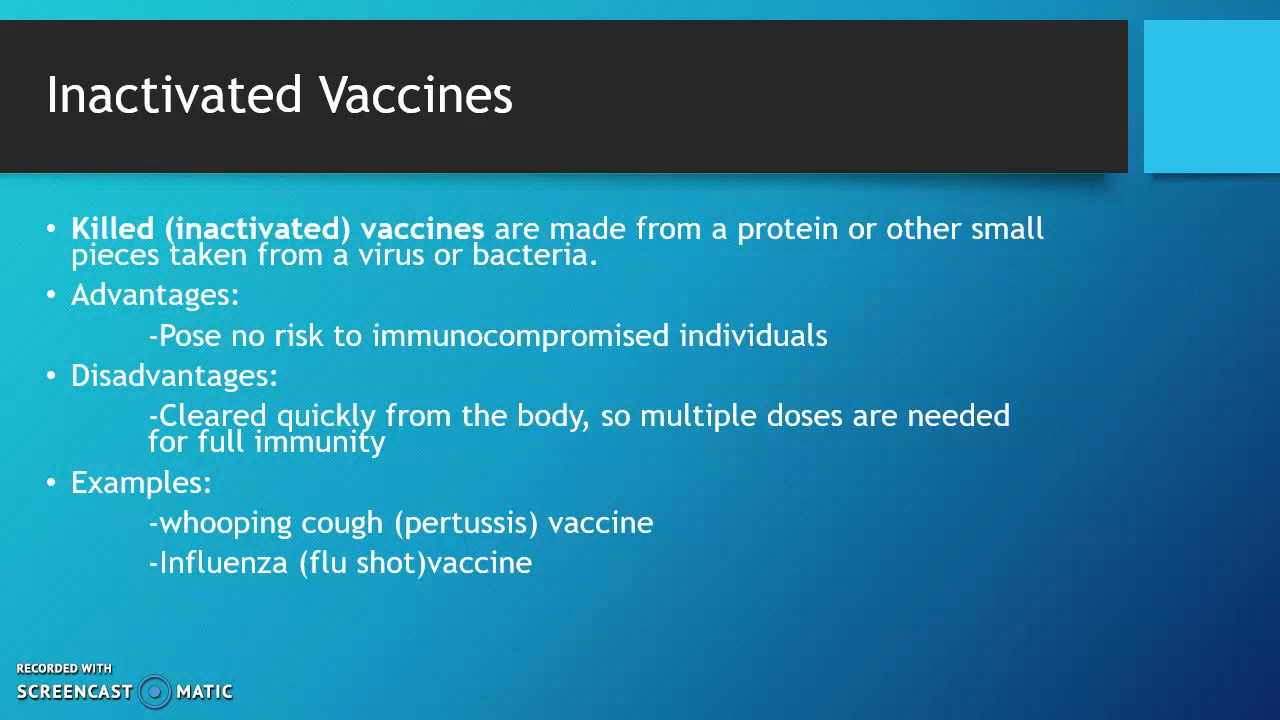 Inactivated Vaccines
• Killed (inactivated) vaccines are made from a protein or other small
pieces taken from a virus or bacteria.
• Advantages:
-Pose no risk to immunocompromised individuals
• Disadvantages:
-Cleared quickly from the body, so multiple doses are needed
for full immunity
• Examples:
-whooping cough (pertussis) vaccine
-Influenza (flu shot)vaccine
RECORDED WITH
SCREENCAST MATIC